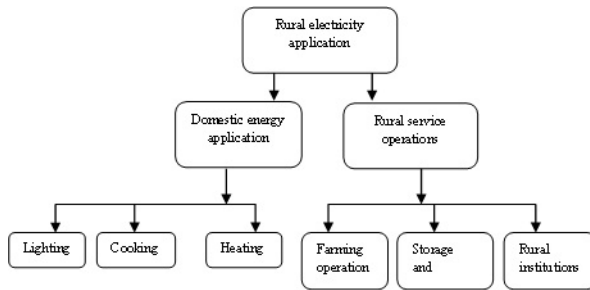 Rural electricity
application
Domestic energy
application
Rural service
operations
Lighting
Cooking
Heating
Farming
operation
Storage
and
Rural
institutions